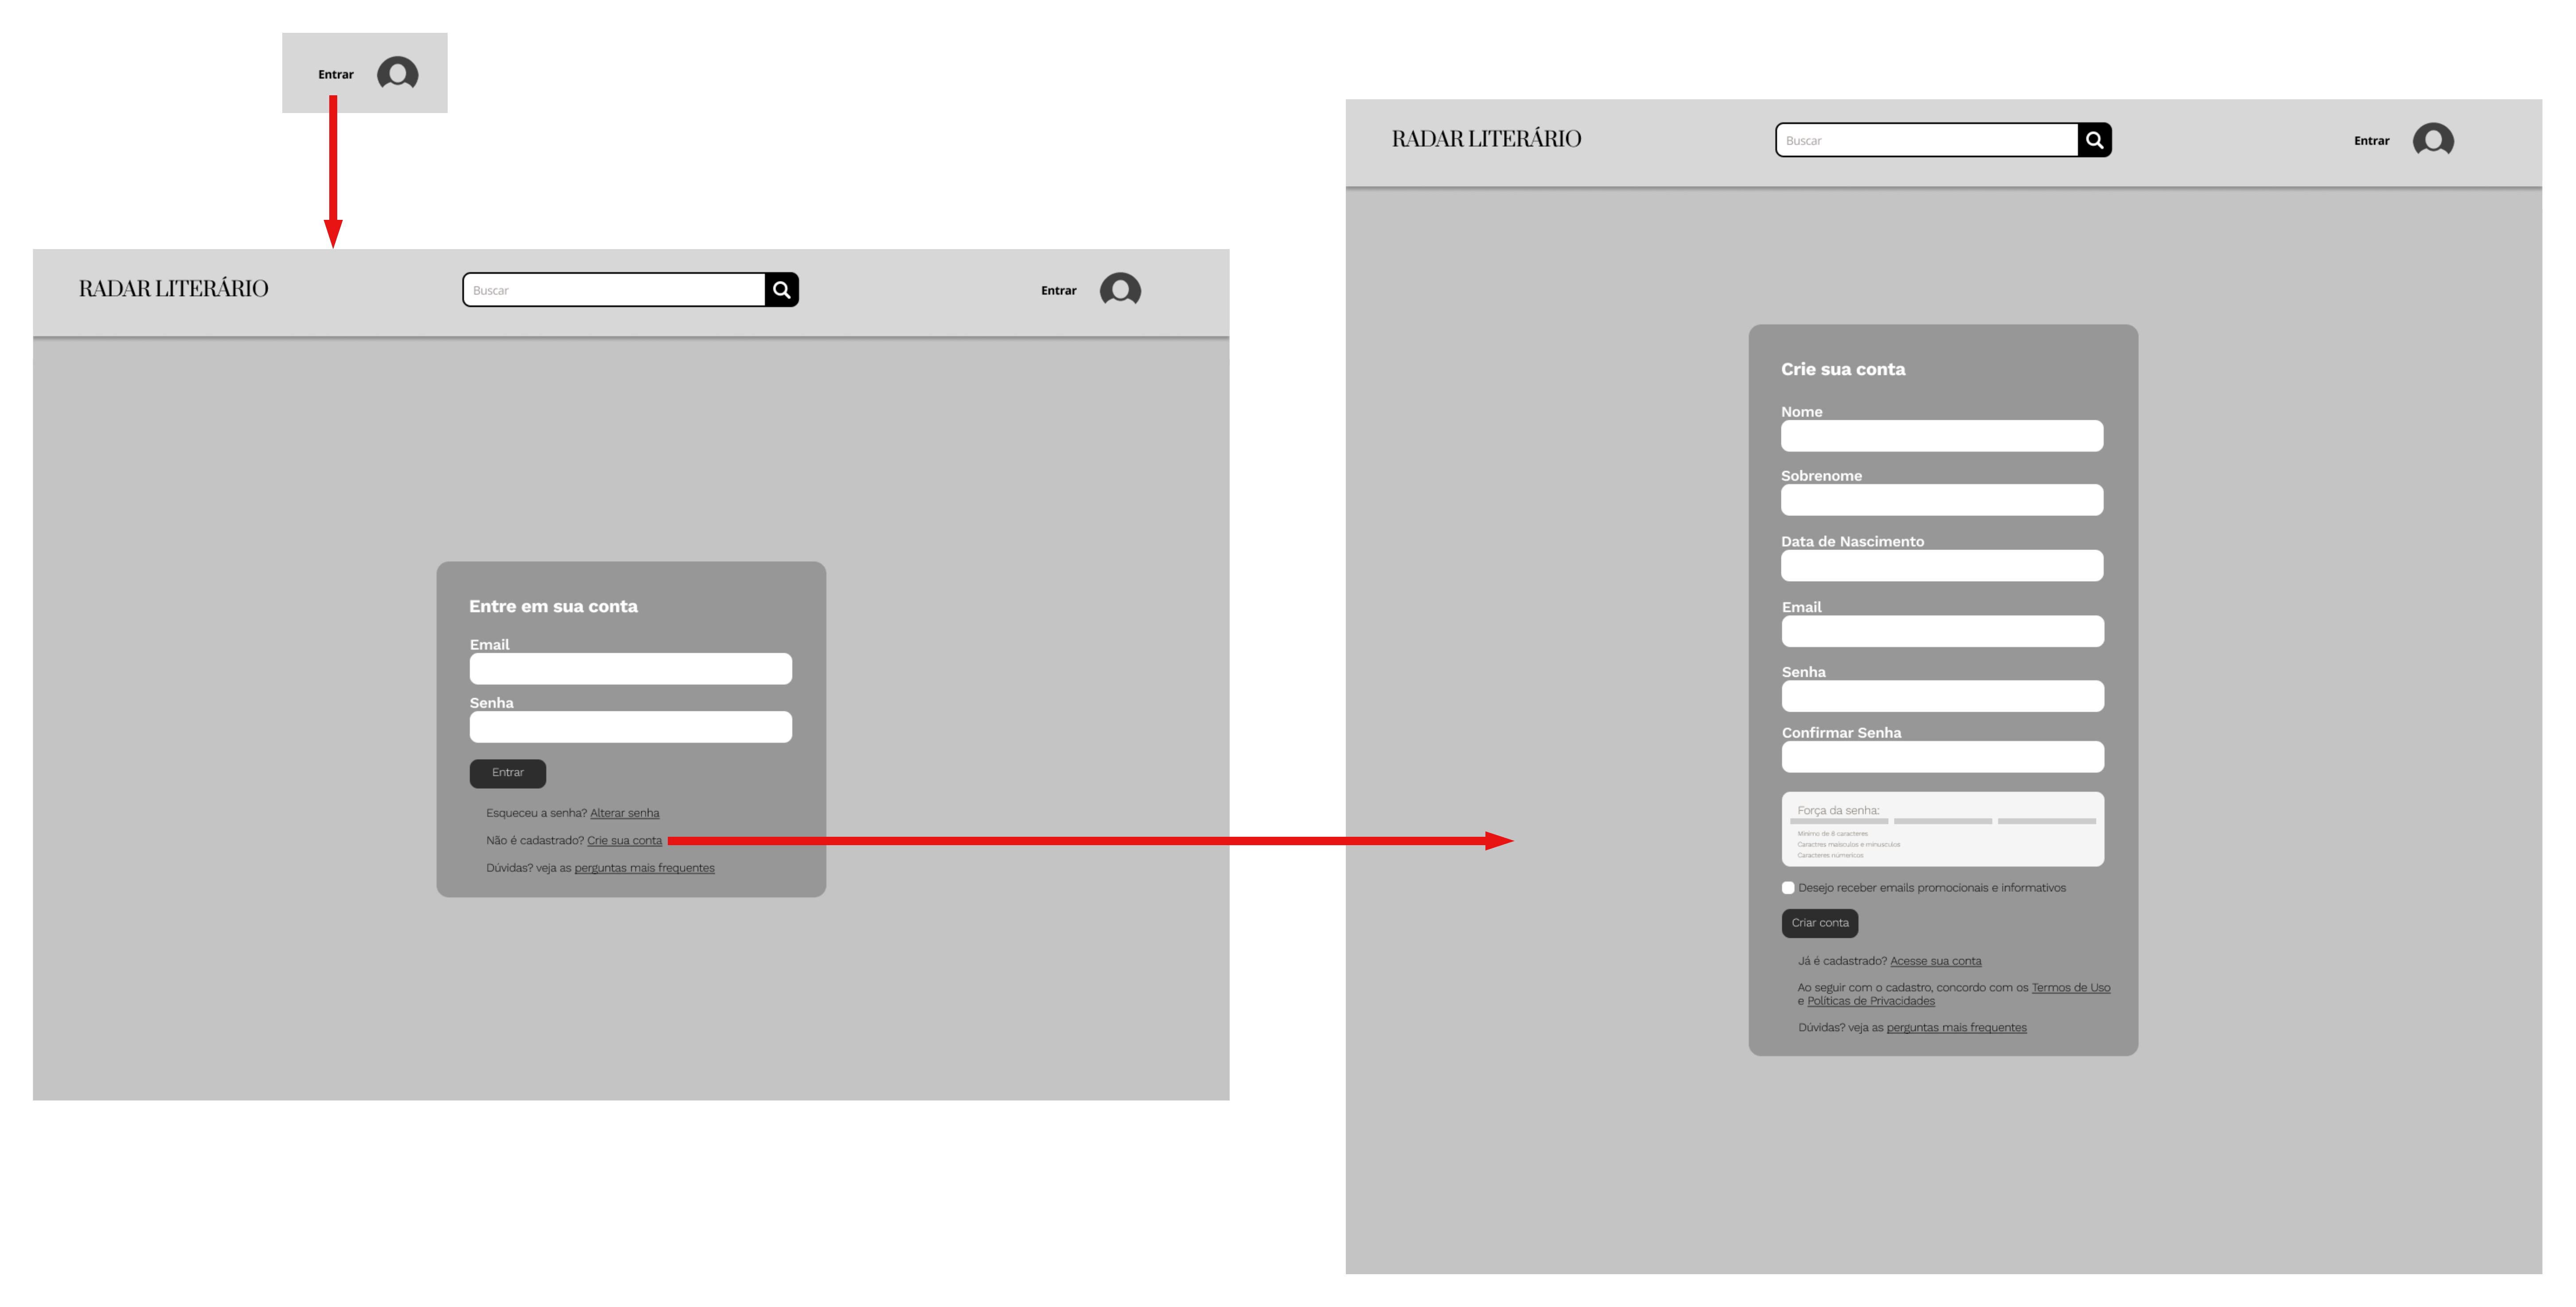 Entrar
RADAR LITERÁRIO
Buscar
Entrar
Entre em sua conta
Email
Senha
Entrar
Esqueceu a senha? Alterar senha
Não é cadastrado? Crie sua conta
Dúvidas? veja as perguntas mais frequentes
RADAR LITERÁRIO
Buscar
Entrar
Crie sua conta
Nome
Sobrenome
Data de Nascimento
Email
Senha
Confirmar Senha
Força da senha:
Mínimo de 8 caracteres
Caractres maísculos e minusculos
Caracteres númericos
Desejo receber emails promocionais e informativos
Criar conta
Já é cadastrado? Acesse sua conta
Ao seguir com o cadastro, concordo com os Termos de Uso
e Políticas de Privacidades
Dúvidas? veja as perguntas mais frequentes